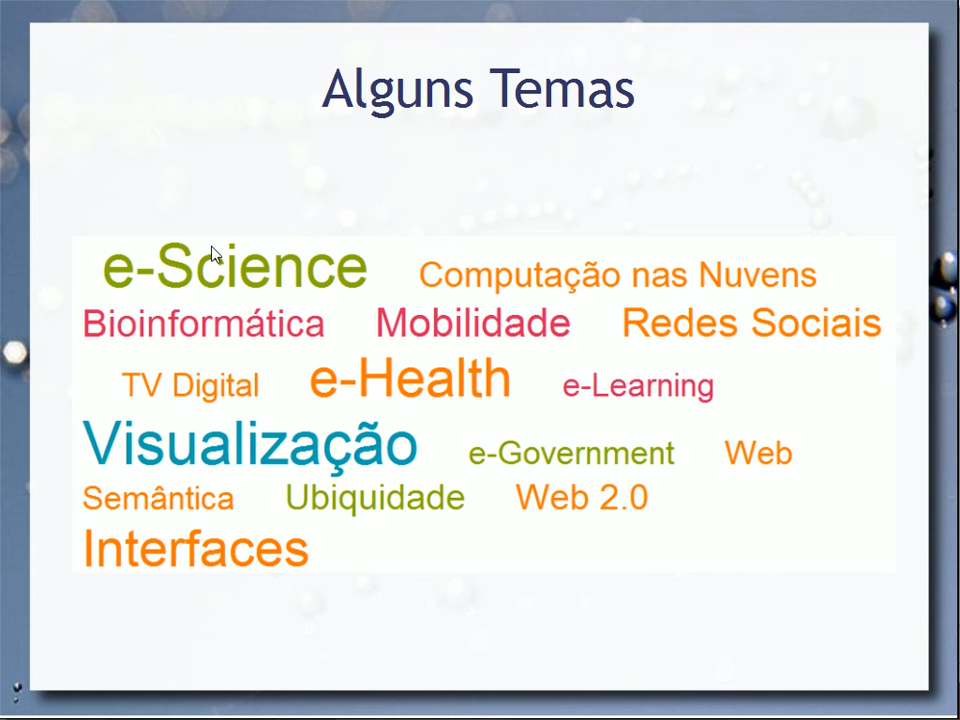 Alguns Temas
e-Science Computação nas Nuvens
Bioinformática Mobilidade Redes Sociais
TV Digital e-Health e-Learning
Visualização e-Government Web
Semântica Ubiquidade Web 2.0
Interfaces